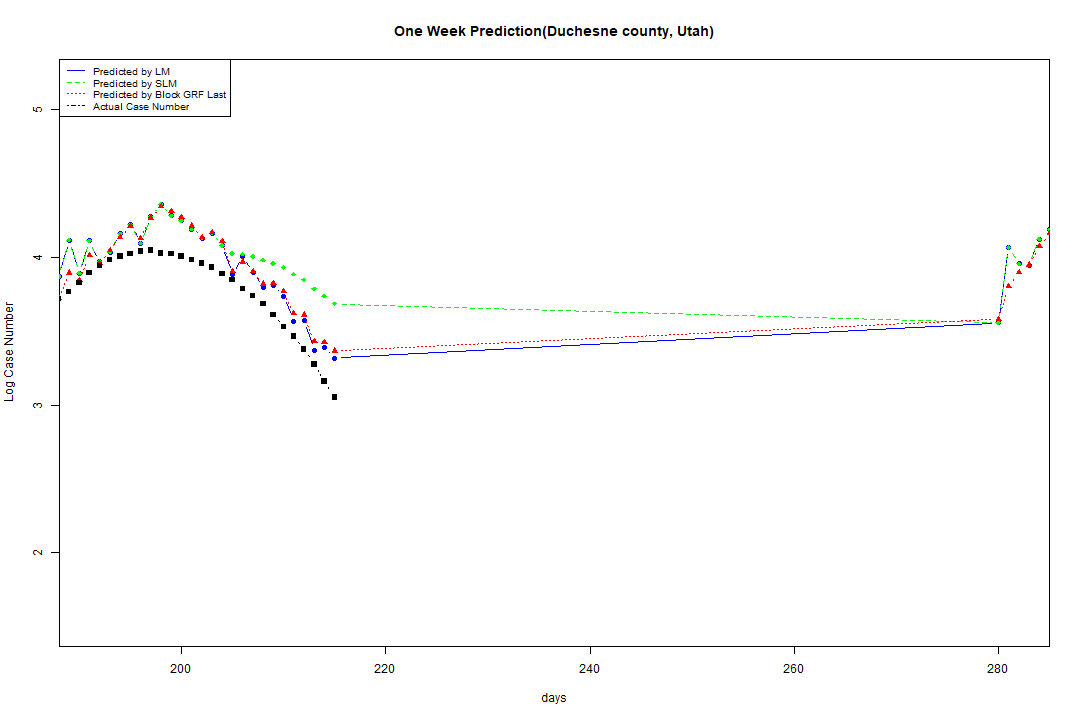 One Week Prediction(Duchesne county, Utah)
Predicted by LM
Predicted by SLM
Predicted by Block GRF Last
Actual Case Number
5
4
3
2
Log Case Number
200
220
240
260
280
days